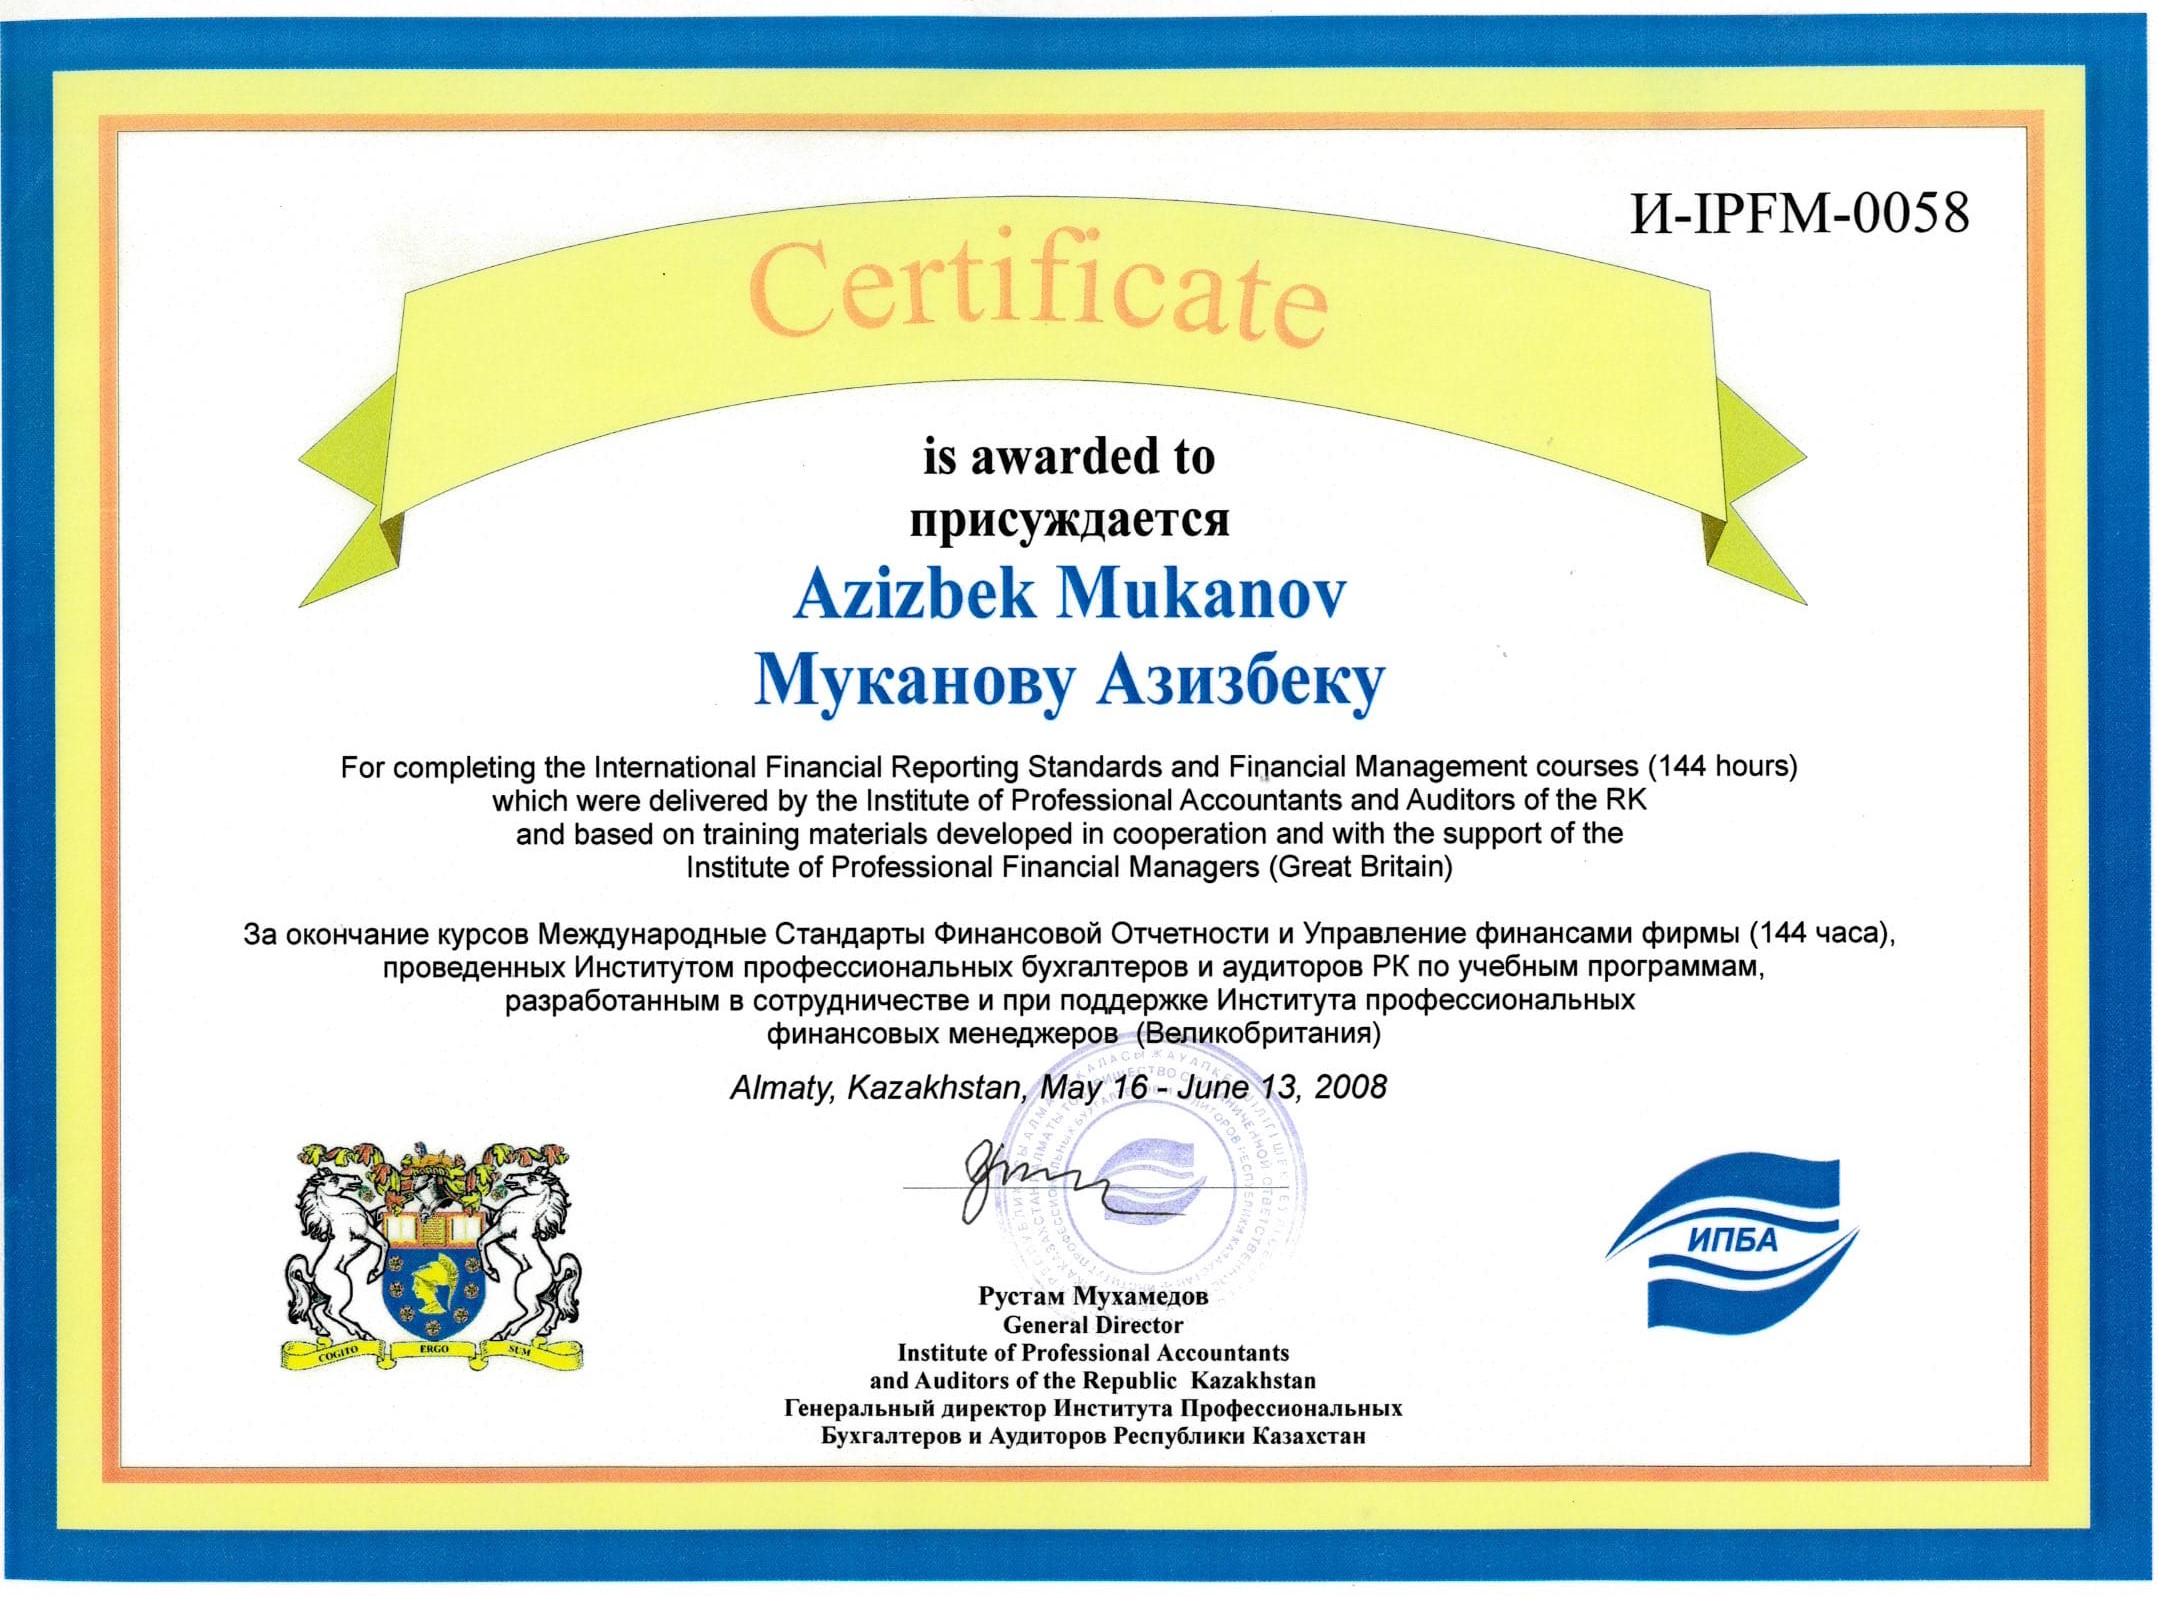 И-IPFM-0058
Certificate
is awarded to
присуждается
Azizbek Mukanov
Муканову Азизбеку
For completing the International Financial Reporting Standards and Financial Management courses (144 hours)
which were delivered by the Institute of Professional Accountants and Auditors of the RK
and based on training materials developed in cooperation and with the support of the
Institute of Professional Financial Managers (Great Britain)
За окончание курсов Международные Стандарты Финансовой Отчетности и Управление финансами фирмы (144 часа),
проведенных Институтом профессиональных бухгалтеров и аудиторов РК по учебным программам,
разработанным в сотрудничестве и при поддержке Института профессиональных
финансовых менеджеров (Великобритания)
Almaty, Kazakhstan, May 16 - June 13, 2008
COGITO ERGO SUM
ИПБА
Рустам Мухамедов
General Director
Institute of Professional Accountants
and Auditors of the Republic Kazakhstan
Генеральный директор Института Профессиональных
Бухгалтеров и Аудиторов Республики Казахстан